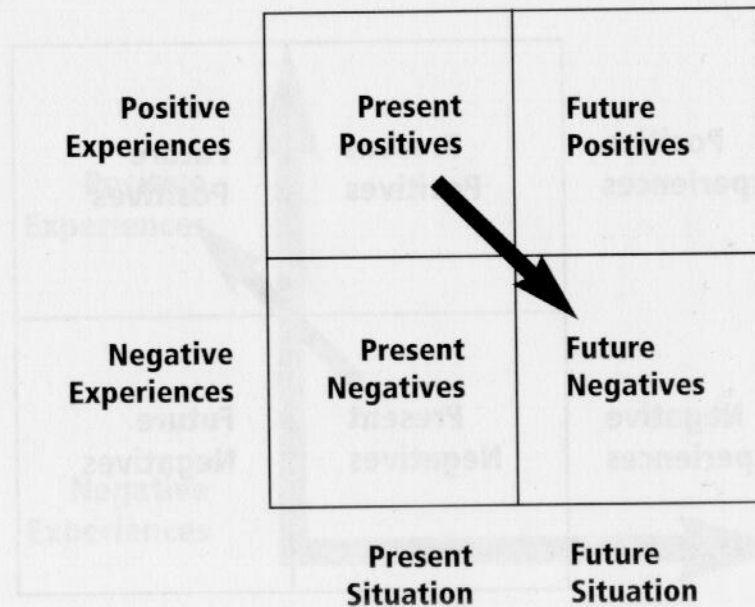 Positive
Experiences
Present
Positives
Future
Positives
Negative
Experiences
Present
Negatives
Future
Negatives
Present
Situation
Future
Situation